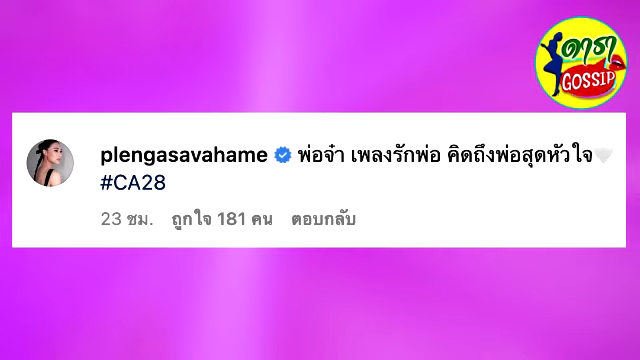 ดารา
GOSSIP
plengasavahame พ่อจ๋า เพลงรักพ่อ คิดถึงพ่อสุดหัวใจ🤍
#CA28
23 ชม. ถูกใจ 181 คน ตอบกลับ